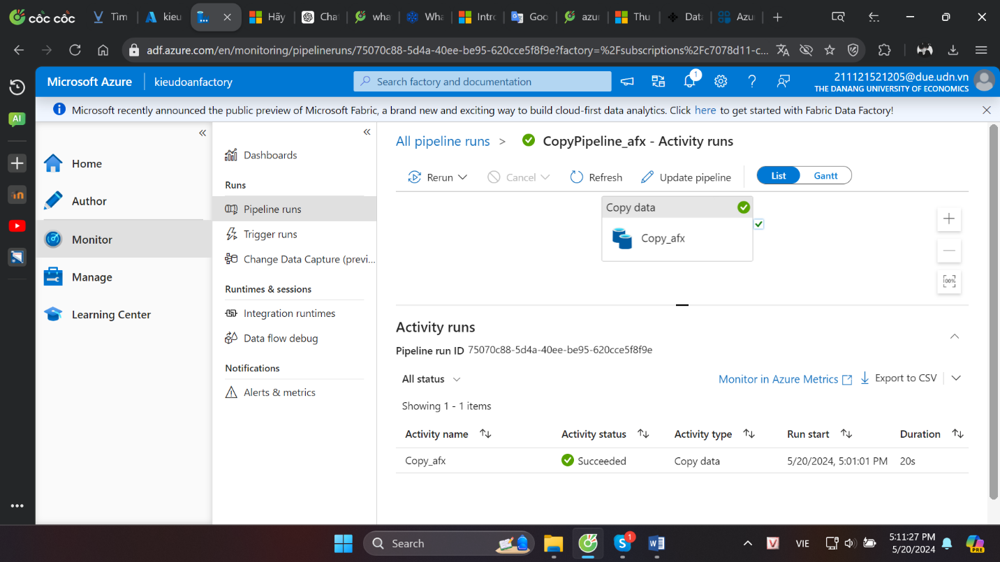 cốc cốc
Tìm
kieu
Hãy
Cha
wha
Wha
Intro
Goo
azur
Thu
Data
Azu
adf.azure.com/en/monitoring/pipelineruns/75070c88-5d4a-40ee-be95-620cce5f8f9e?factory=%2Fsubscriptions%2Fc7078d11-c...
Microsoft Azure
kieudoanfactory
Search factory and documentation
1
211121521205@due.udn.vn
THE DANANG UNIVERSITY OF ECONOMICS
Microsoft recently announced the public preview of Microsoft Fabric, a brand new and exciting way to build cloud-first data analytics. Click here to get started with Fabric Data Factory!
AI
Home
Author
Monitor
Manage
Learning Center
Dashboards
Runs
Pipeline runs
Trigger runs
Change Data Capture (previ...
Runtimes & sessions
Integration runtimes
Data flow debug
Notifications
Alerts & metrics
All pipeline runs > CopyPipeline_afx - Activity runs
Rerun
Cancel
Refresh
Update pipeline
List
Gantt
Copy data
Copy_afx
100%
Activity runs
Pipeline run ID 75070c88-5d4a-40ee-be95-620cce5f8f9e
All status
Monitor in Azure Metrics
Export to CSV
Showing 1 - 1 items
Activity name Activity status Activity type Run start Duration
Copy_afx Succeeded Copy data 5/20/2024, 5:01:01 PM 20s
Search
S
1
W
V
VIE
5:11:27 PM
5/20/2024
PRE